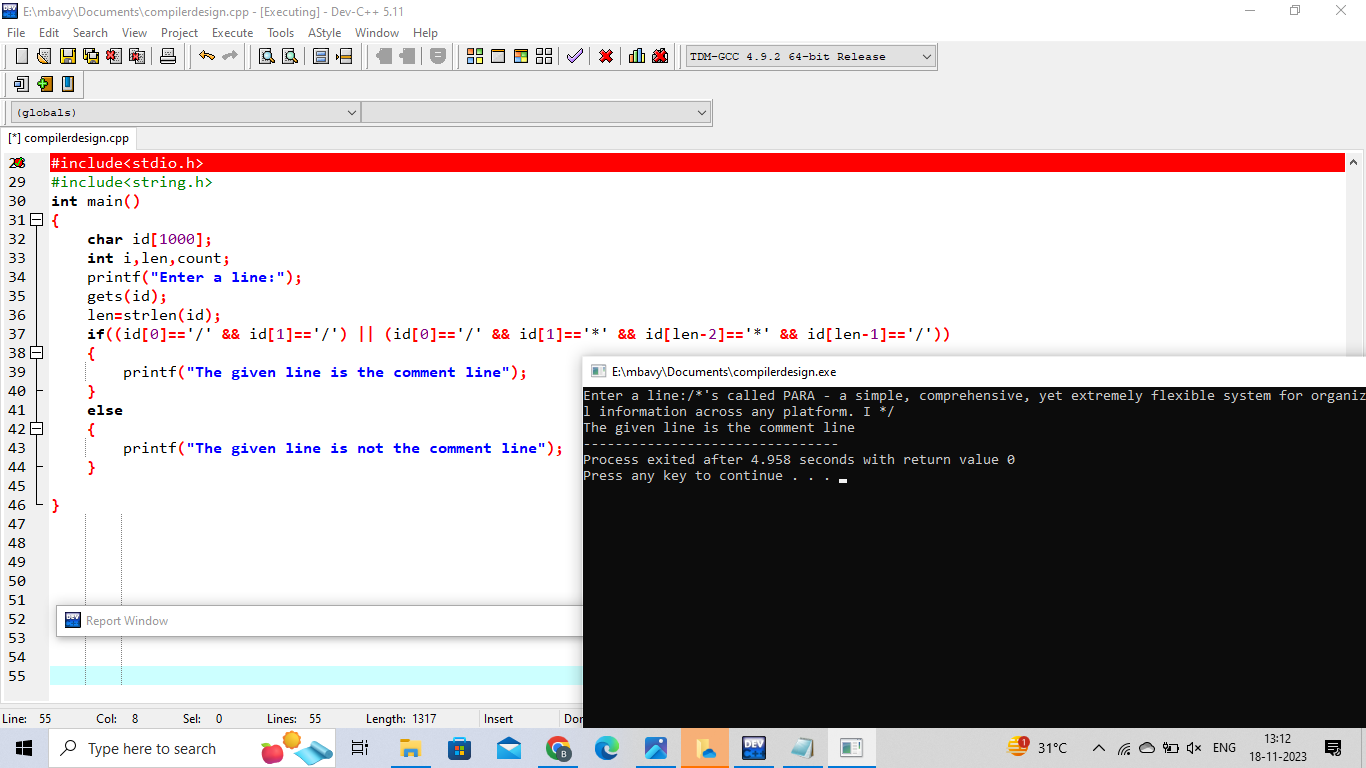 E:\mbavy\Documents\compilerdesign.cpp - [Executing] - Dev-C++ 5.11
File Edit Search View Project Execute Tools AStyle Window Help
TDM-GCC 4.9.2 64-bit Release
(globals)
[*] compilerdesign.cpp
28 #include<stdio.h>
29 #include<string.h>
30 int main()
31 {
32 char id[1000];
33 int i,len,count;
34 printf("Enter a line:");
35 gets(id);
36 len=strlen(id);
37 if((id[0]=='/' && id[1]=='/') || (id[0]=='/' && id[1]=='*' && id[len-2]=='*' && id[len-1]=='/'))
38 {
39 printf("The given line is the comment line");
40 }
41 else
42 {
43 printf("The given line is not the comment line");
44 }
45
46 }
47
48
49
50
51
52
53
54
55
Report Window
E:\mbavy\Documents\compilerdesign.exe
Enter a line:/*'s called PARA - a simple, comprehensive, yet extremely flexible system for organiz
l information across any platform. I */
The given line is the comment line
--------------------------------
Process exited after 4.958 seconds with return value 0
Press any key to continue . . .
Line: 55 Col: 8 Sel: 0 Lines: 55 Length: 1317 Insert Don
Type here to search
DEV
B
1
31°C
ENG
13:12
18-11-2023